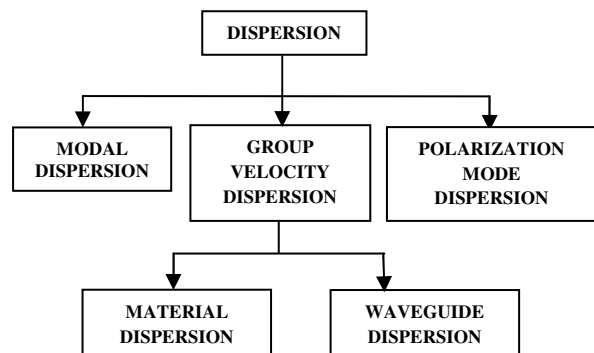 DISPERSION
MODAL
DISPERSION
GROUP
VELOCITY
DISPERSION
POLARIZATION
MODE
DISPERSION
MATERIAL
DISPERSION
WAVEGUIDE
DISPERSION